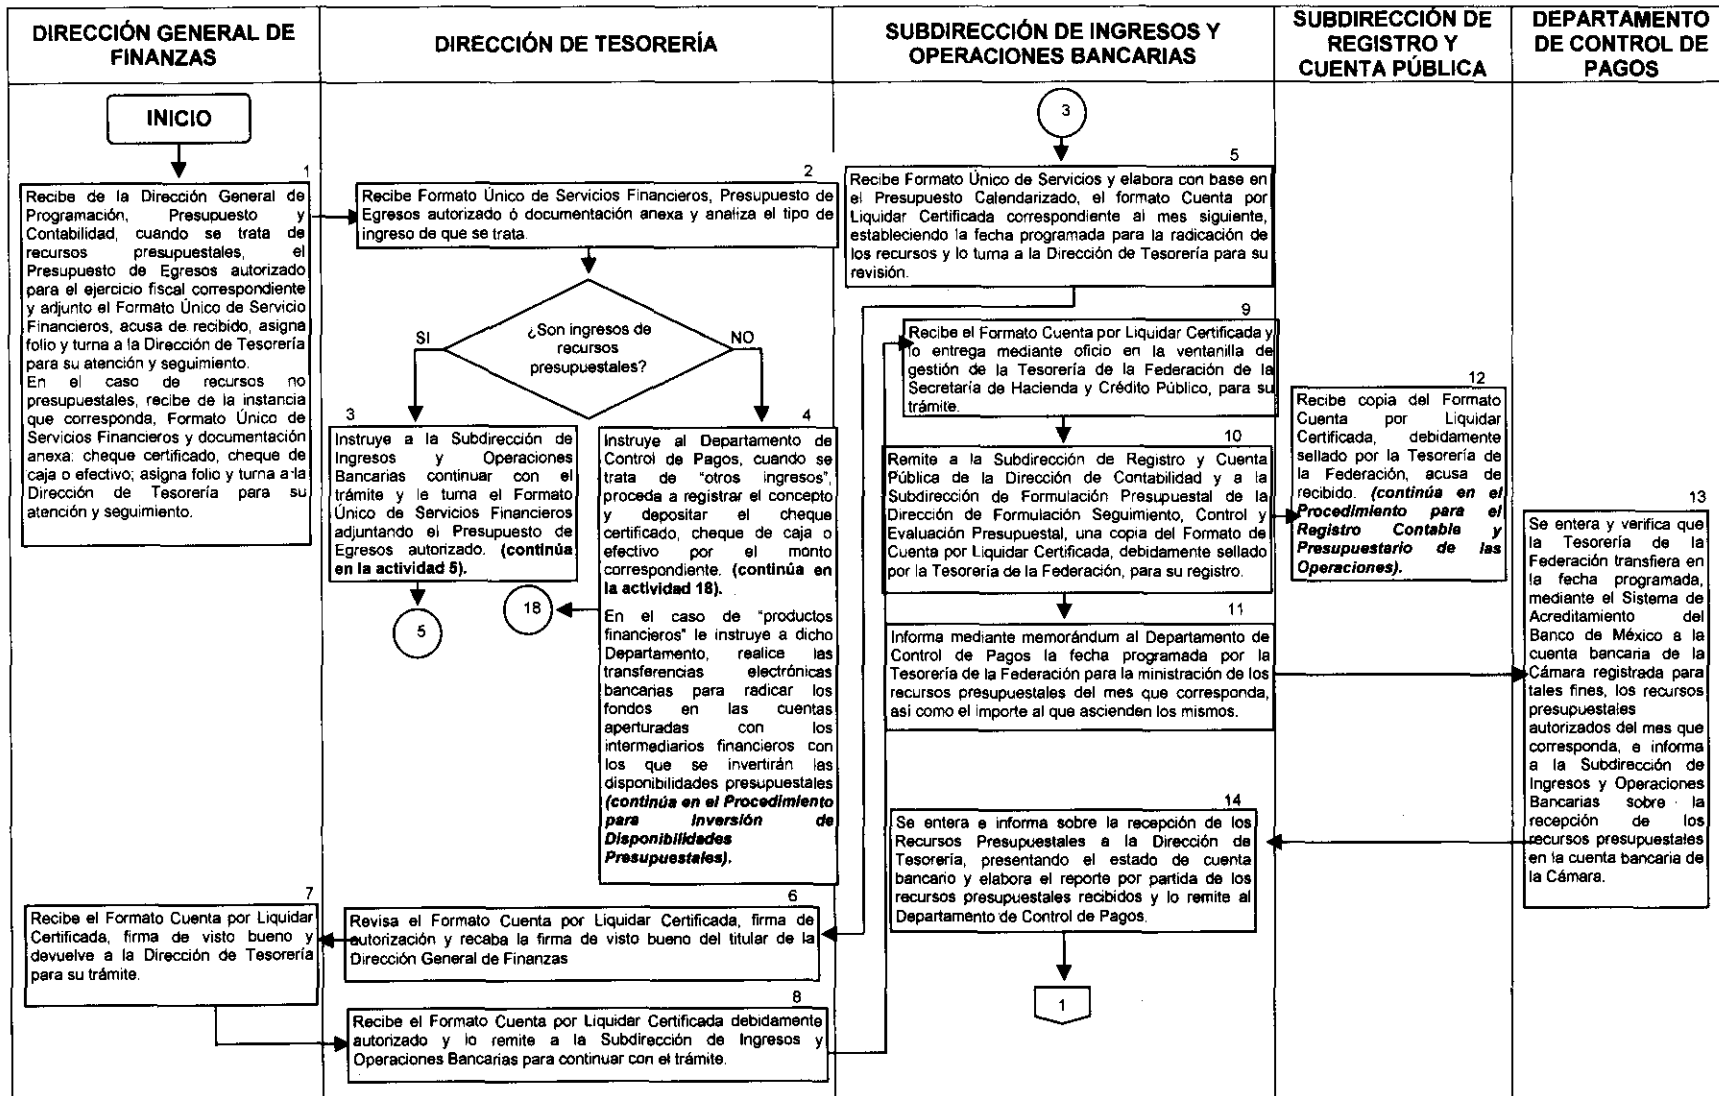 DIRECCIÓN GENERAL DE
FINANZAS
DIRECCIÓN DE TESORERÍA
SUBDIRECCIÓN DE INGRESOS Y
OPERACIONES BANCARIAS
SUBDIRECCIÓN DE
REGISTRO Y
CUENTA PÚBLICA
DEPARTAMENTO
DE CONTROL DE
PAGOS
INICIO
1
Recibe de la Dirección General de
Programación, Presupuesto y
Contabilidad, cuando se trata de
recursos presupuestales, el
Presupuesto de Egresos autorizado
para el ejercicio fiscal correspondiente
y adjunto el Formato Único de Servicio
Financieros, acusa de recibido, asigna
folio y turna a la Dirección de Tesorería
para su atención y seguimiento.
En el caso de recursos no
presupuestales, recibe de la instancia
que corresponda, Formato Único de
Servicios Financieros y documentación
anexa: cheque certificado, cheque de
caja o efectivo; asigna folio y turna a la
Dirección de Tesorería para su
atención y seguimiento.
2
Recibe Formato Único de Servicios Financieros, Presupuesto de
Egresos autorizado ó documentación anexa y analiza el tipo de
ingreso de que se trata.
¿Son ingresos de
recursos
presupuestales?
SI
NO
3
Instruye a la Subdirección de
Ingresos y Operaciones
Bancarias continuar con el
trámite y le turna el Formato
Único de Servicios Financieros
adjuntando el Presupuesto de
Egresos autorizado. (continúa
en la actividad 5).
5
4
Instruye al Departamento de
Control de Pagos, cuando se
trata de "otros ingresos",
proceda a registrar el concepto
y depositar el cheque
certificado, cheque de caja o
efectivo por el monto
correspondiente. (continúa en
la actividad 18).
18
En el caso de "productos
financieros" le instruye a dicho
Departamento, realice las
transferencias electrónicas
bancarias para radicar los
fondos en las cuentas
aperturadas con los
intermediarios financieros con
los que se invertirán las
disponibilidades presupuestales
(continúa en el Procedimiento
para Inversión de
Disponibilidades
Presupuestales).
3
5
Recibe Formato Único de Servicios y elabora con base en
el Presupuesto Calendarizado, el formato Cuenta por
Liquidar Certificada correspondiente al mes siguiente,
estableciendo la fecha programada para la radicación de
los recursos y lo turna a la Dirección de Tesorería para su
revisión.
6
Revisa el Formato Cuenta por Liquidar Certificada, firma de
autorización y recaba la firma de visto bueno del titular de la
Dirección General de Finanzas
7
Recibe el Formato Cuenta por Liquidar
Certificada, firma de visto bueno y
devuelve a la Dirección de Tesorería
para su trámite.
8
Recibe el Formato Cuenta por Liquidar Certificada debidamente
autorizado y lo remite a la Subdirección de Ingresos y
Operaciones Bancarias para continuar con el trámite.
9
Recibe el Formato Cuenta por Liquidar Certificada y
lo entrega mediante oficio en la ventanilla de
gestión de la Tesorería de la Federación de la
Secretaría de Hacienda y Crédito Público, para su
trámite.
10
Remite a la Subdirección de Registro y Cuenta
Pública de la Dirección de Contabilidad y a la
Subdirección de Formulación Presupuestal de la
Dirección de Formulación Seguimiento, Control y
Evaluación Presupuestal, una copia del Formato de
Cuenta por Liquidar Certificada, debidamente sellado
por la Tesorería de la Federación, para su registro.
11
Informa mediante memorándum al Departamento de
Control de Pagos la fecha programada por la
Tesorería de la Federación para la ministración de los
recursos presupuestales del mes que corresponda,
asi como el importe al que ascienden los mismos.
12
Recibe copia del Formato
Cuenta por Liquidar
Certificada, debidamente
sellado por la Tesorería de
la Federación, acusa de
recibido. (continúa en el
Procedimiento para el
Registro Contable y
Presupuestario de las
Operaciones).
13
Se entera y verifica que
la Tesorería de la
Federación transfiera en
la fecha programada,
mediante el Sistema de
Acreditamiento del
Banco de México a la
cuenta bancaria de la
Cámara registrada para
tales fines, los recursos
presupuestales
autorizados del mes que
corresponda, e informa
a la Subdirección de
Ingresos y Operaciones
Bancarias sobre la
recepción de los
recursos presupuestales
en la cuenta bancaria de
la Cámara.
14
Se entera e informa sobre la recepción de los
Recursos Presupuestales a la Dirección de
Tesorería, presentando el estado de cuenta
bancario y elabora el reporte por partida de los
recursos presupuestales recibidos y lo remite al
Departamento de Control de Pagos.
1